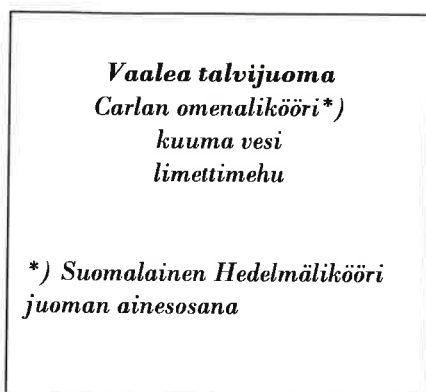 Vaalea talvijuoma
Carlan omenalikööri*)
kuuma vesi
limettimehu
*) Suomalainen Hedelmälikööri
juoman ainesosana